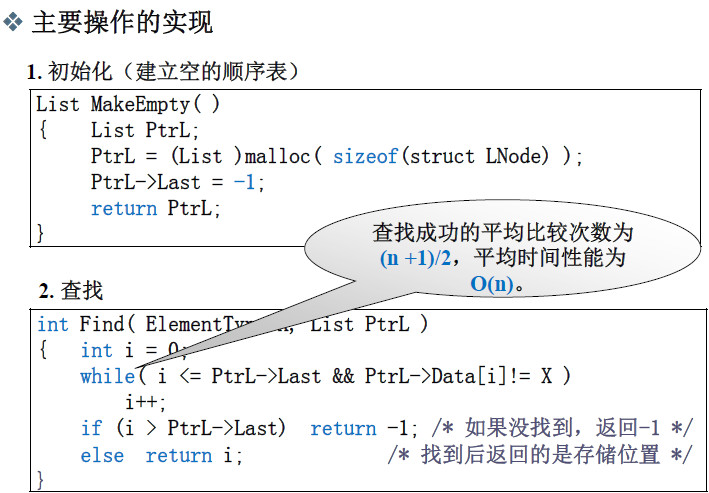 ❖ 主要操作的实现
1. 初始化（建立空的顺序表）
List MakeEmpty( )
{ List PtrL;
PtrL = (List )malloc( sizeof(struct LNode) );
PtrL->Last = -1;
return PtrL;
}
查找成功的平均比较次数为
(n +1)/2，平均时间性能为
O(n)。
2. 查找
int Find( ElementTyp X, List PtrL )
{ int i = 0;
while( i <= PtrL->Last && PtrL->Data[i]!= X )
i++;
if (i > PtrL->Last) return -1; /* 如果没找到，返回-1 */
else return i; /* 找到后返回的是存储位置 */
}